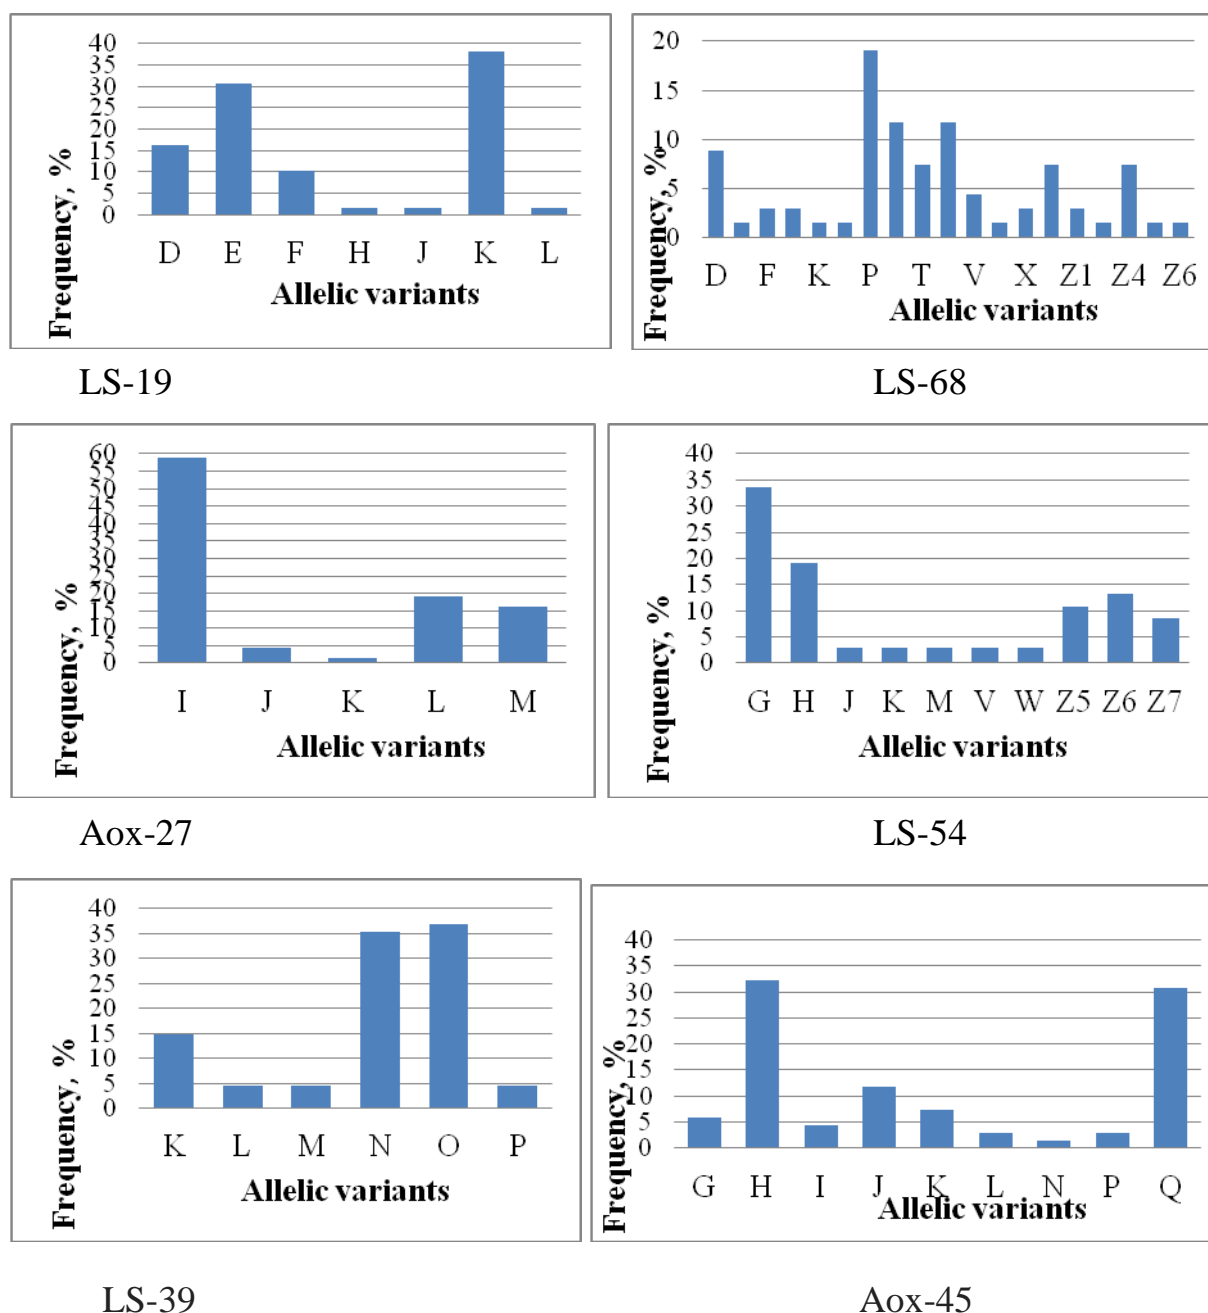 40
35
30
25
20
15
10
5
0
Frequency, %
D E F H J K L
Allelic variants
LS-19
20
15
10
5
0
Frequency, %
D F K P T V X Z1 Z4 Z6
Allelic variants
LS-68
60
55
50
45
40
35
30
25
20
15
10
5
0
Frequency, %
I J K L M
Allelic variants
Aox-27
40
35
30
25
20
15
10
5
0
Frequency, %
G H J K M V W Z5 Z6 Z7
Allelic variants
LS-54
40
35
30
25
20
15
10
5
0
Frequency, %
K L M N O P
Allelic variants
LS-39
40
35
30
25
20
15
10
5
0
Frequency, %
G H I J K L N P Q
Allelic variants
Aox-45